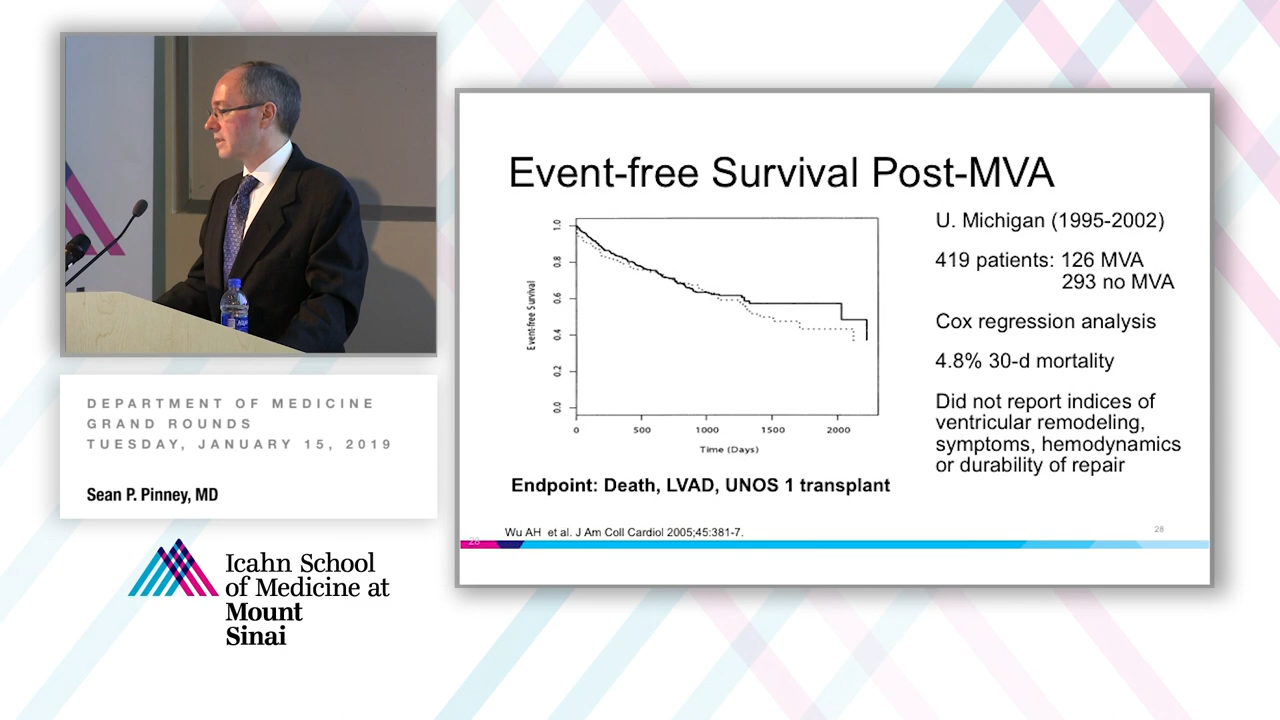 DEPARTMENT OF MEDICINE
GRAND ROUNDS
TUESDAY, JANUARY 15, 2019
Sean P. Pinney, MD
Icahn School
of Medicine at
Mount
Sinai
Event-free Survival Post-MVA
Event-free Survival
1.0
0.8
0.6
0.4
0.2
0.0
0 500 1000 1500 2000
Time (Days)
Endpoint: Death, LVAD, UNOS 1 transplant
U. Michigan (1995-2002)
419 patients: 126 MVA
293 no MVA
Cox regression analysis
4.8% 30-d mortality
Did not report indices of
ventricular remodeling,
symptoms, hemodynamics
or durability of repair
Wu AH et al. J Am Coll Cardiol 2005;45:381-7.
28
28